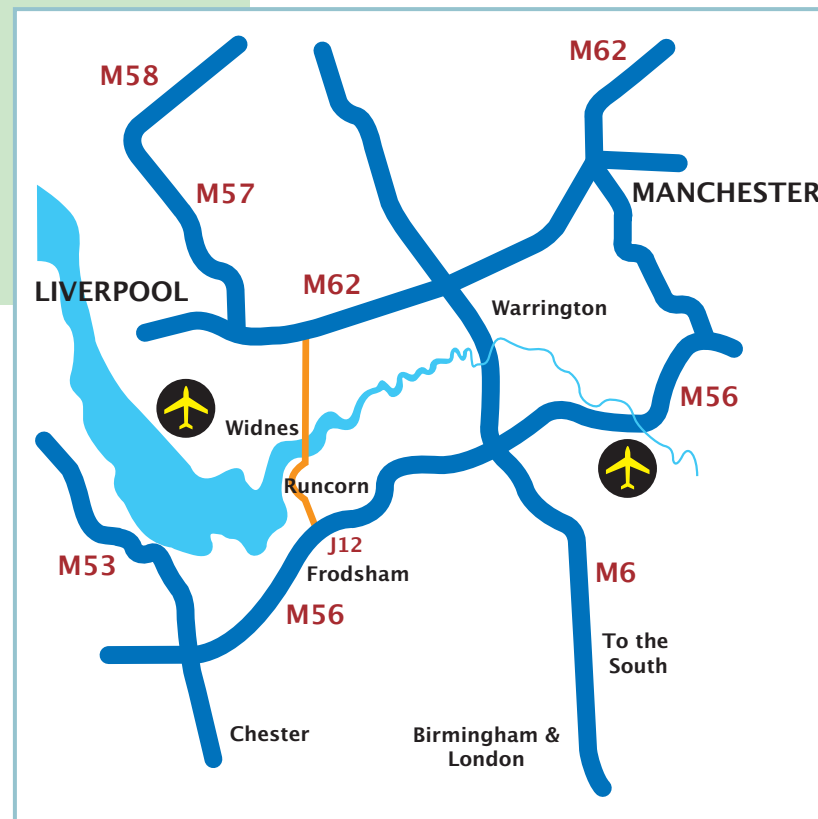 M58
M62
M57
MANCHESTER
LIVERPOOL
M62
Warrington
M56
Widnes
Runcorn
J12
M53
Frodsham
M6
M56
To the
South
Chester
Birmingham &
London